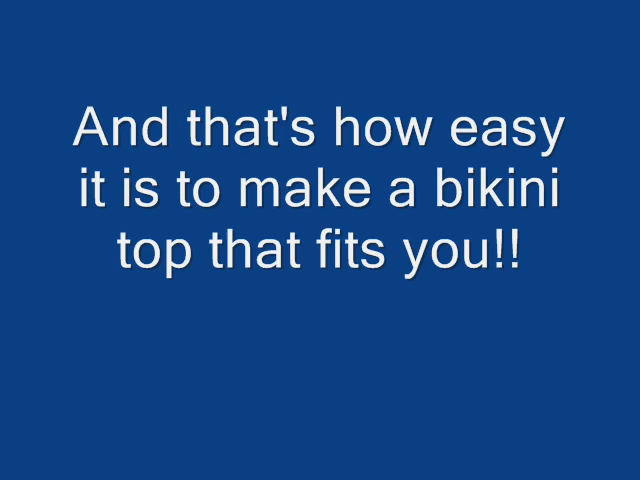 And that's how easy
it is to make a bikini
top that fits you!!